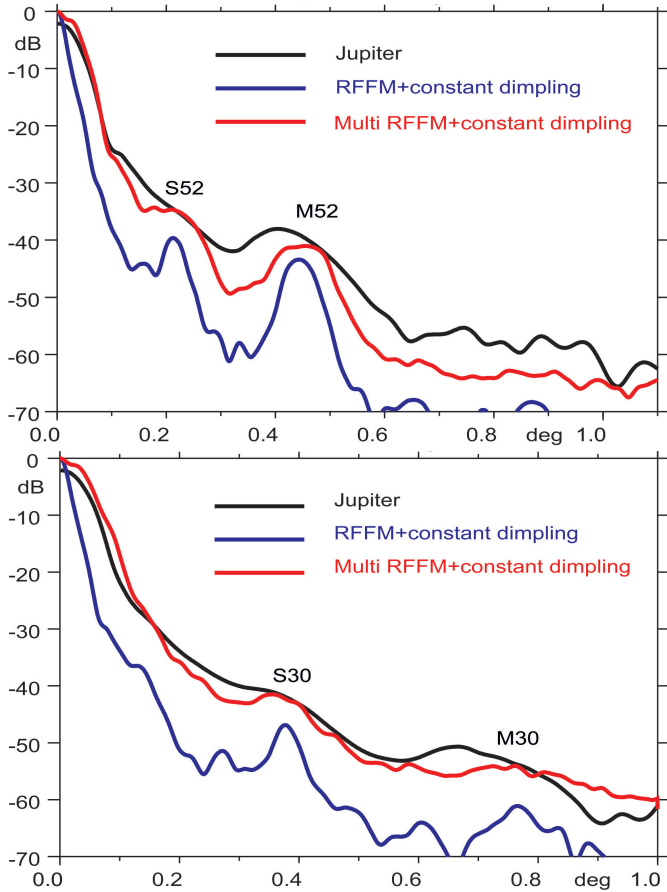 0
dB
-10
-20
-30
-40
-50
-60
-70
Jupiter
RFFM+constant dimpling
Multi RFFM+constant dimpling
S52
M52
0.0 0.2 0.4 0.6 0.8 deg 1.0
0
dB
-10
-20
-30
-40
-50
-60
-70
Jupiter
RFFM+constant dimpling
Multi RFFM+constant dimpling
S30
M30
0.0 0.2 0.4 0.6 0.8 deg 1.0